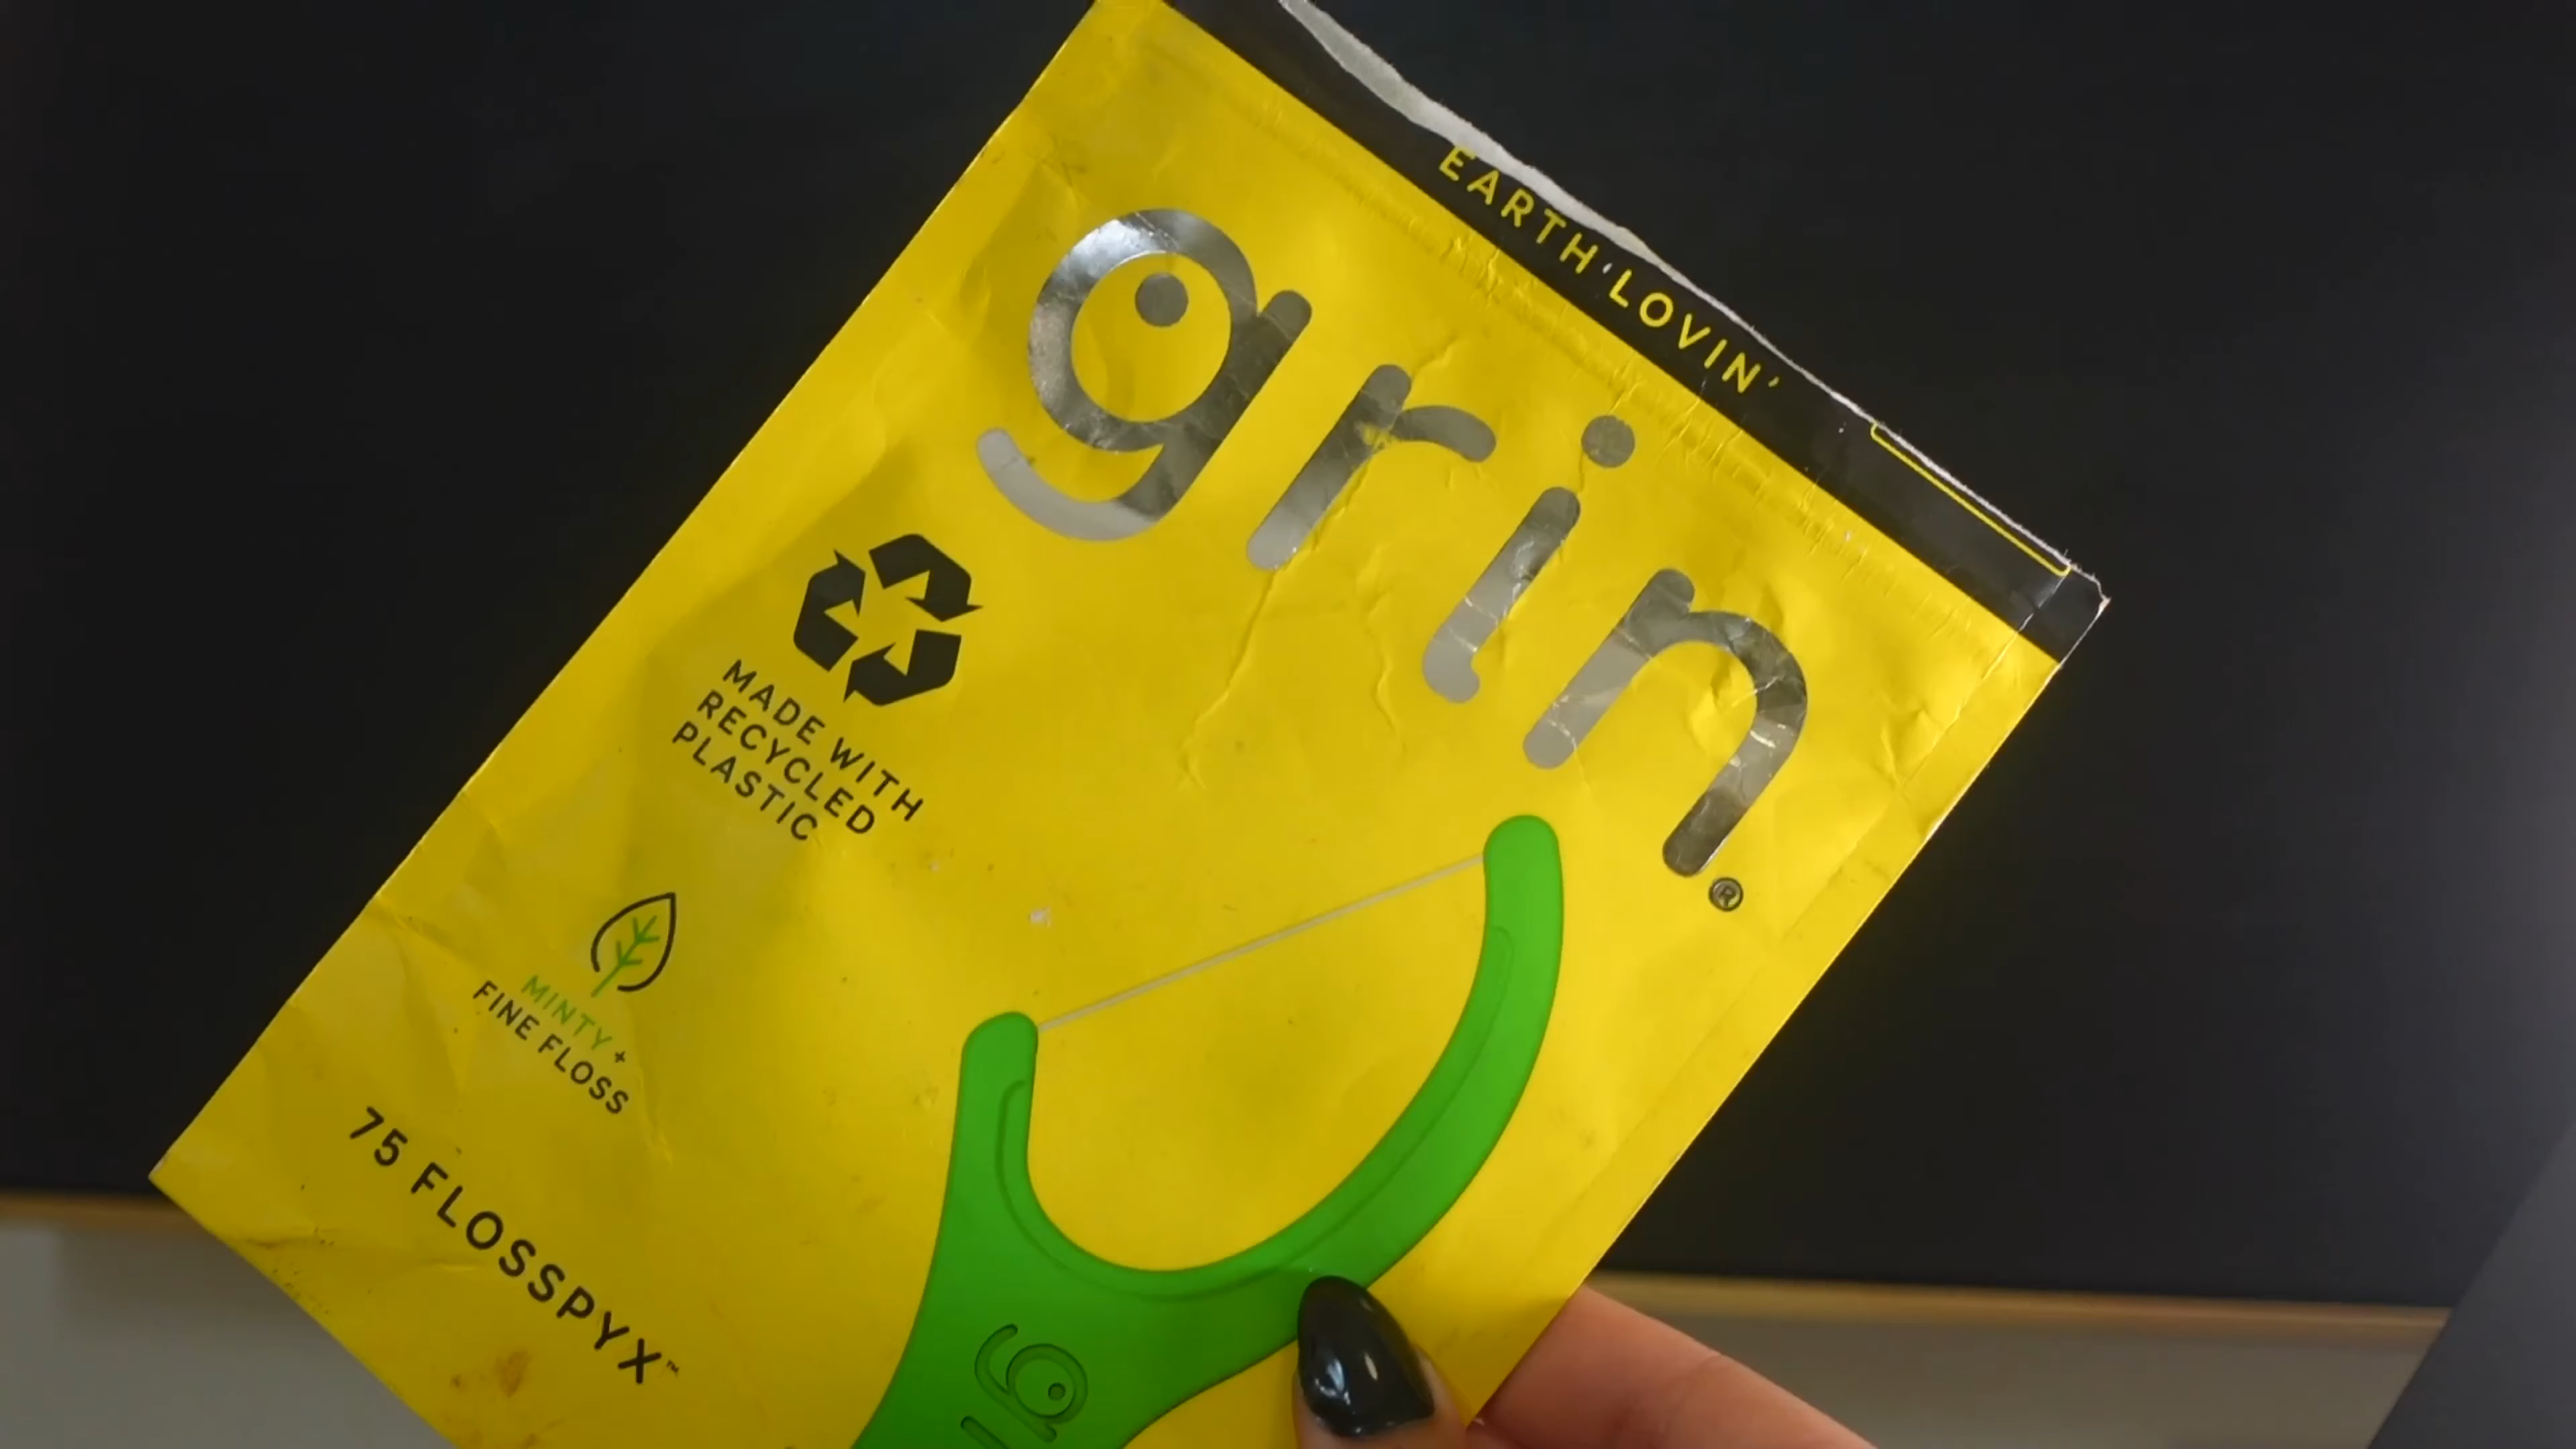 EARTH LOVIN'
grin®
MADE WITH
RECYCLED
PLASTIC
MINTY+
FINE FLOSS
75 FLOSSPYX™